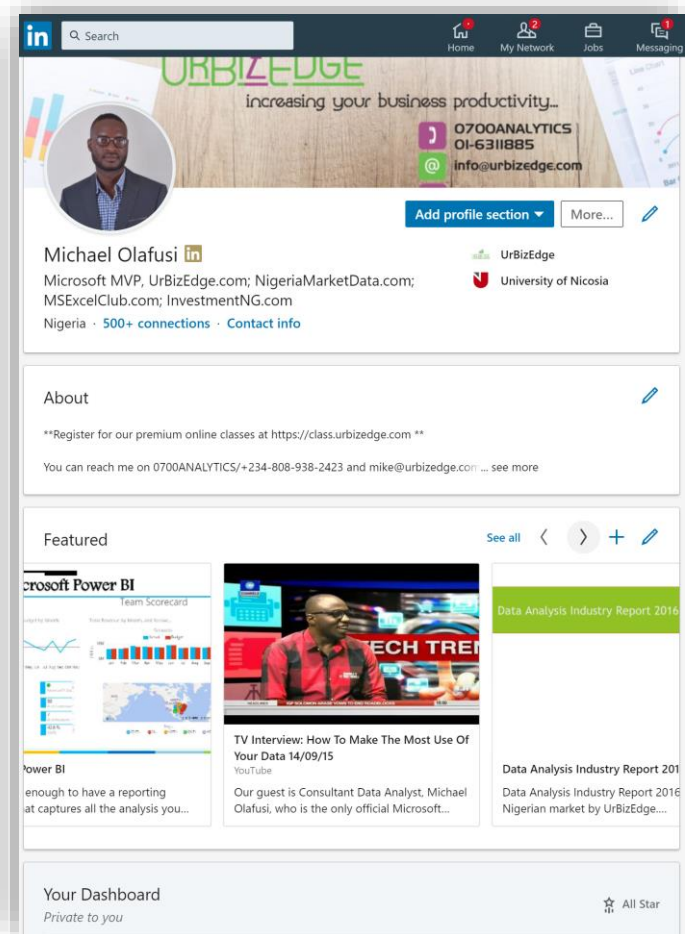 in
Search
Home
2
My Network
Jobs
1
Messaging
URBIZEDGE
increasing your business productivity...
0700ANALYTICS
01-6311885
@ info@urbizedge.com
Add profile section
More...
Michael Olafusi in
Microsoft MVP, UrBizEdge.com; NigeriaMarketData.com;
MSExcelClub.com; InvestmentNG.com
Nigeria · 500+ connections · Contact info
UrBizEdge
University of Nicosia
About
**Register for our premium online classes at https://class.urbizedge.com **
You can reach me on 0700ANALYTICS/+234-808-938-2423 and mike@urbizedge.com... see more
Featured
See all
crosoft Power BI
Team Scorecard
Power BI
enough to have a reporting
at captures all the analysis you...
TECH TREN
TV Interview: How To Make The Most Use Of
Your Data 14/09/15
YouTube
Our guest is Consultant Data Analyst, Michael
Olafusi, who is the only official Microsoft...
Data Analysis Industry Report 2016
Data Analysis Industry Report 201
Data Analysis Industry Report 2016
Nigerian market by UrBizEdge....
Your Dashboard
Private to you
All Star